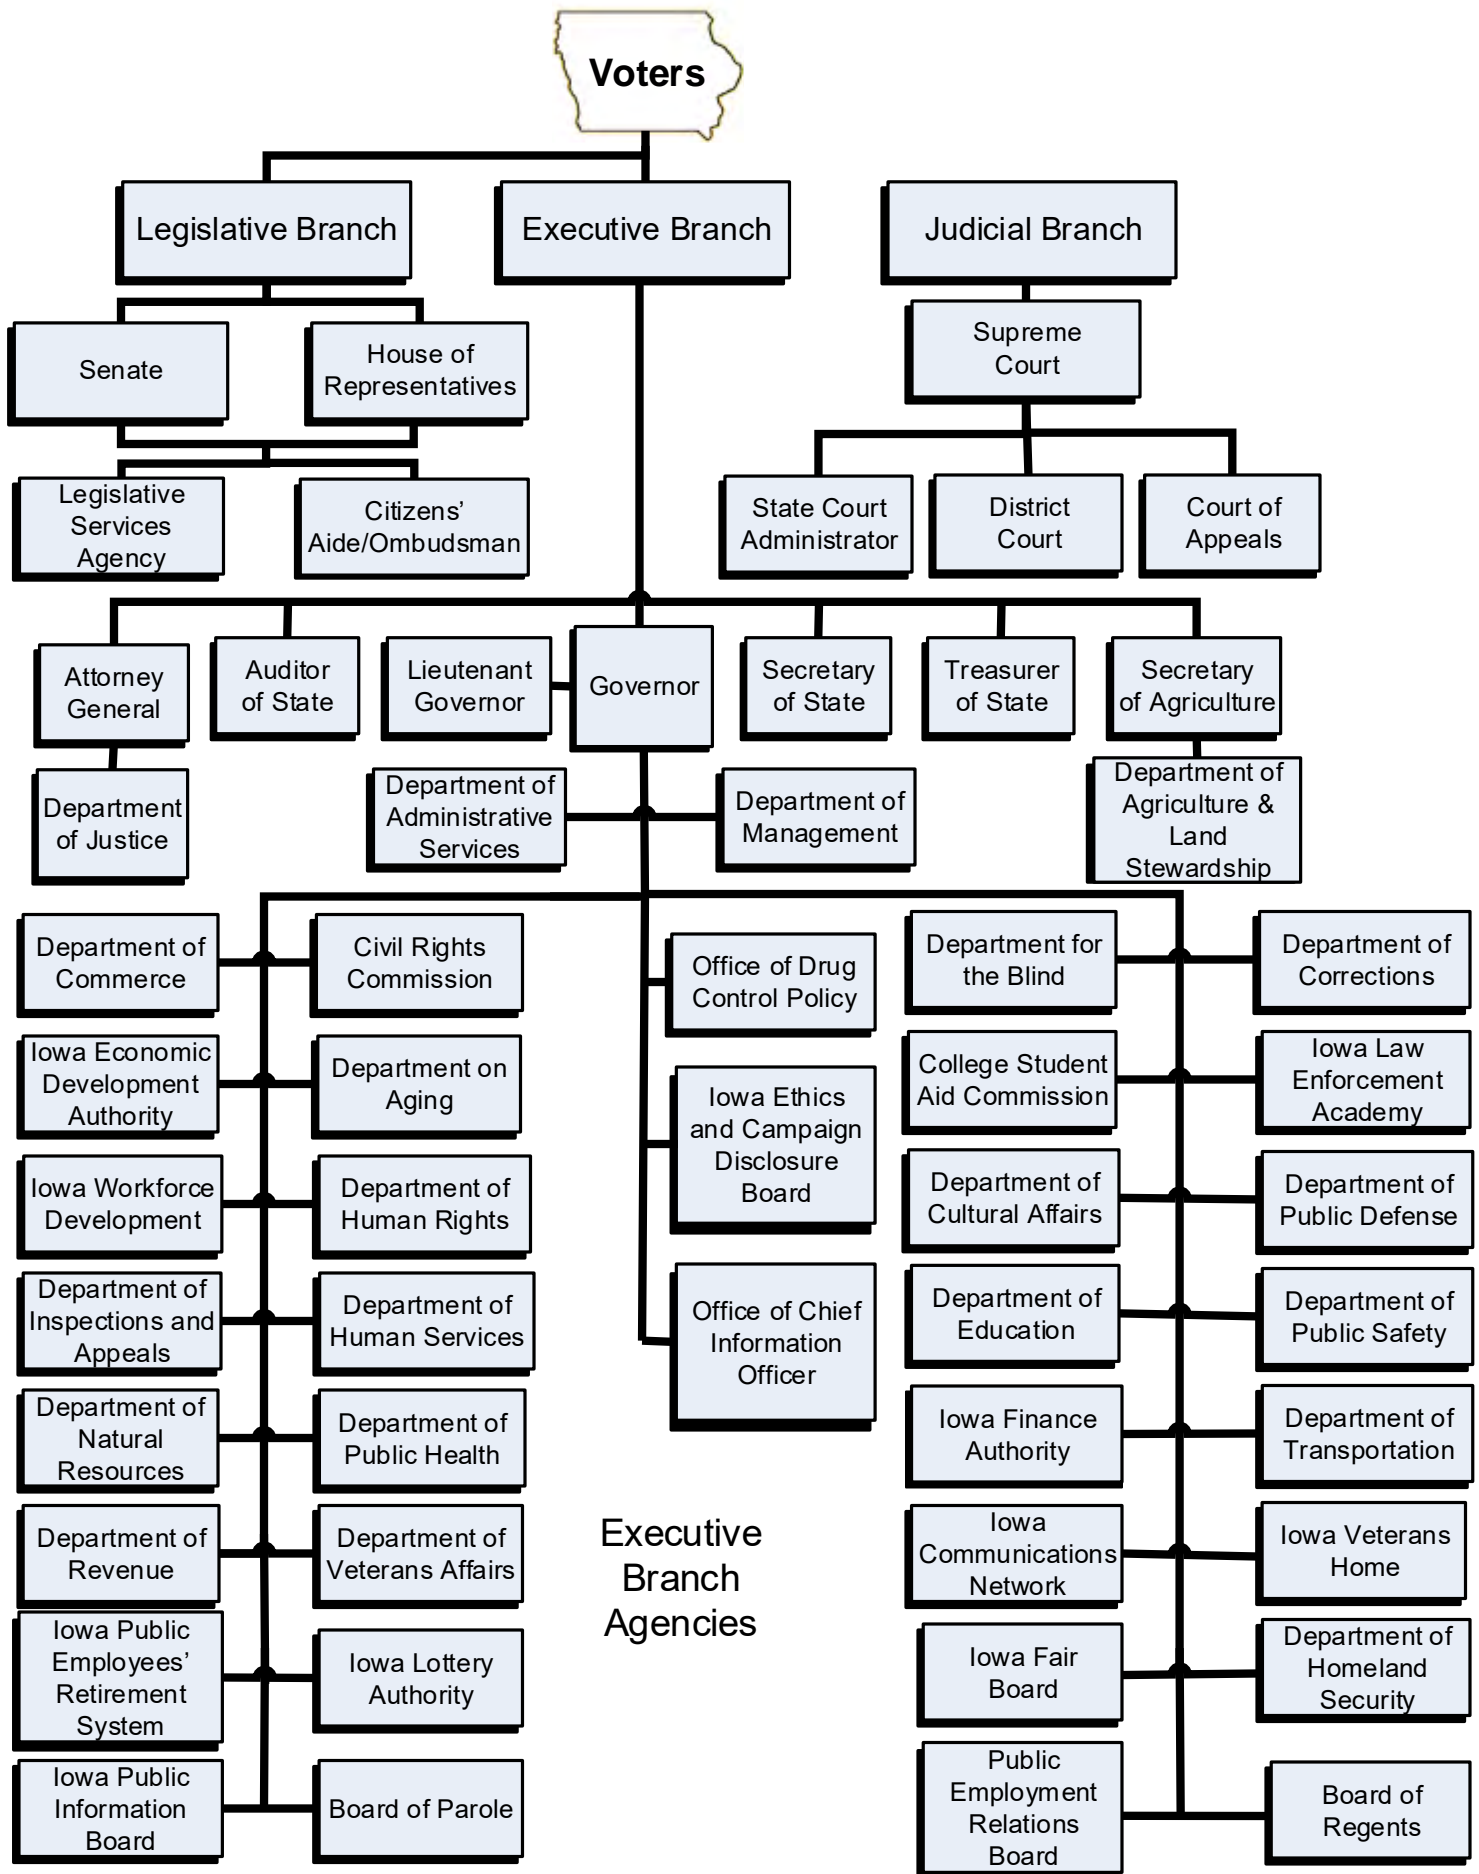 Voters
Legislative Branch
Executive Branch
Judicial Branch
Senate
House of
Representatives
Supreme
Court
Legislative
Services
Agency
Citizens’
Aide/Ombudsman
State Court
Administrator
District
Court
Court of
Appeals
Attorney
General
Auditor
of State
Lieutenant
Governor
Governor
Secretary
of State
Treasurer
of State
Secretary
of Agriculture
Department
of Justice
Department of
Administrative
Services
Department of
Management
Department of
Agriculture &
Land
Stewardship
Department of
Commerce
Civil Rights
Commission
Office of Drug
Control Policy
Department for
the Blind
Department of
Corrections
Iowa Economic
Development
Authority
Department on
Aging
Iowa Ethics
and Campaign
Disclosure
Board
College Student
Aid Commission
Iowa Law
Enforcement
Academy
Iowa Workforce
Development
Department of
Human Rights
Department of
Cultural Affairs
Department of
Public Defense
Department of
Inspections and
Appeals
Department of
Human Services
Office of Chief
Information
Officer
Department of
Education
Department of
Public Safety
Department of
Natural
Resources
Department of
Public Health
Iowa Finance
Authority
Department of
Transportation
Department of
Revenue
Department of
Veterans Affairs
Executive
Branch
Agencies
Iowa
Communications
Network
Iowa Veterans
Home
Iowa Public
Employees’
Retirement
System
Iowa Lottery
Authority
Iowa Fair
Board
Department of
Homeland
Security
Iowa Public
Information
Board
Board of Parole
Public
Employment
Relations
Board
Board of
Regents